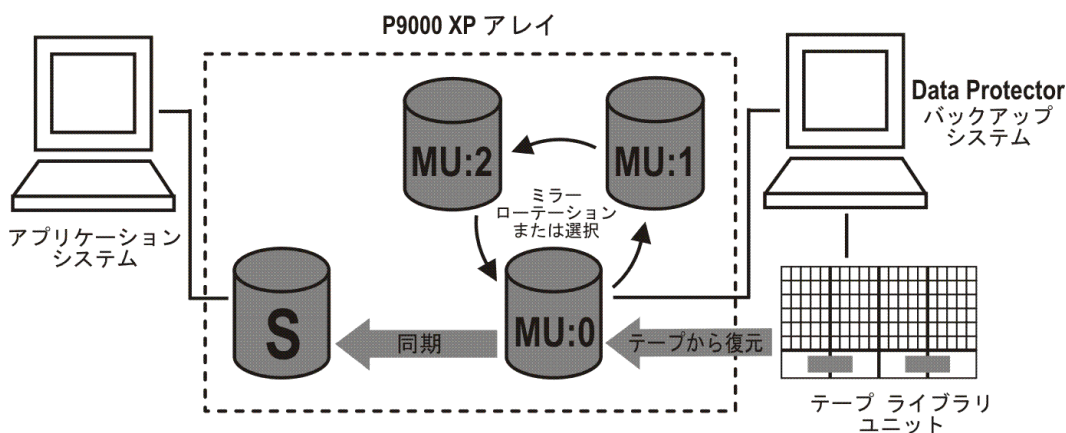 P9000 XP アレイ
Data Protector
バックアップ
システム
MU:2
MU:1
ミラー
ローテーション
または選択
アプリケーション
システム
S
同期
MU:0
テープから復元
テープ ライブラリ
ユニット